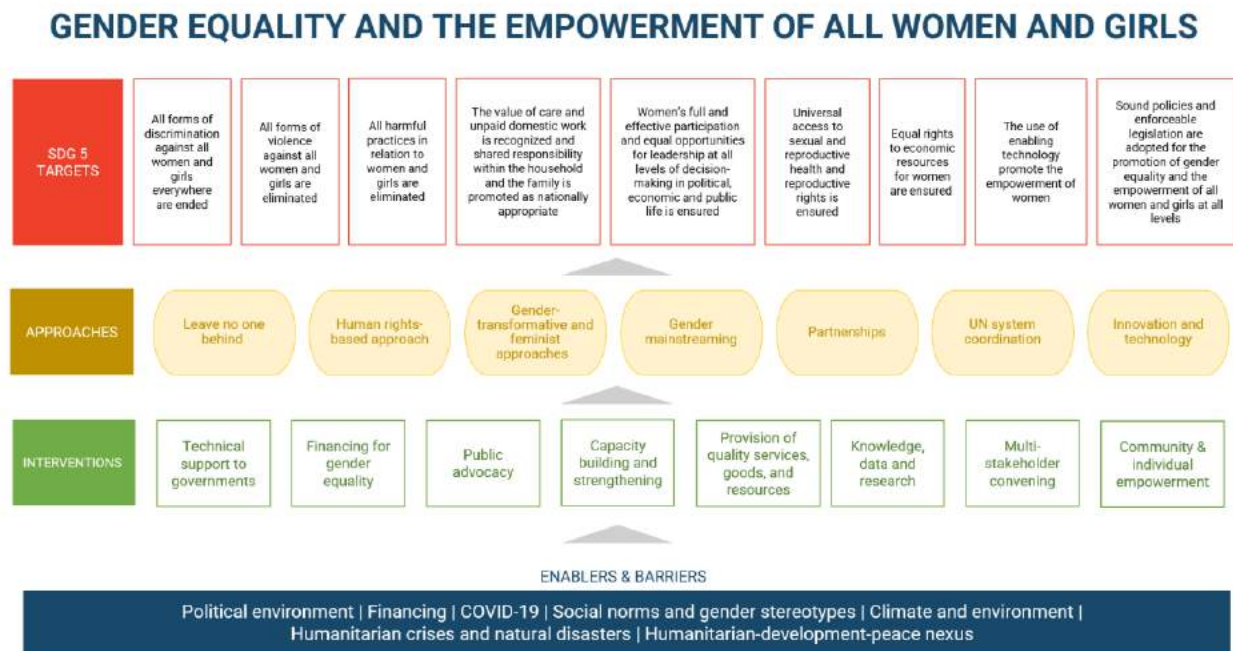 GENDER EQUALITY AND THE EMPOWERMENT OF ALL WOMEN AND GIRLS
SDG 5
TARGETS
All forms of
discrimination
against all
women and
girls
everywhere
are ended
All forms of
violence
against all
women and
girls are
eliminated
All harmful
practices in
relation to
women and
girls are
eliminated
The value of care and
unpaid domestic work
is recognized and
shared responsibility
within the household
and the family is
promoted as nationally
appropriate
Women's full and
effective participation
and equal opportunities
for leadership at all
levels of decision-
making in political,
economic and public
life is ensured
Universal
access to
sexual and
reproductive
health and
reproductive
rights is
ensured
Equal rights
to economic
resources
for women
are ensured
The use of
enabling
technology
promote the
empowerment of
women
Sound policies and
enforceable
legislation are
adopted for the
promotion of gender
equality and the
empowerment of all
women and girls at all
levels
APPROACHES
Leave no one
behind
Human rights-
based approach
Gender-
transformative and
feminist
approaches
Gender
mainstreaming
Partnerships
UN system
coordination
Innovation and
technology
INTERVENTIONS
Technical
support to
governments
Financing for
gender
equality
Public
advocacy
Capacity
building and
strengthening
Provision of
quality services,
goods, and
resources
Knowledge,
data and
research
Multi-
stakeholder
convening
Community &
individual
empowerment
ENABLERS & BARRIERS
Political environment | Financing | COVID-19 | Social norms and gender stereotypes | Climate and environment |
Humanitarian crises and natural disasters | Humanitarian-development-peace nexus